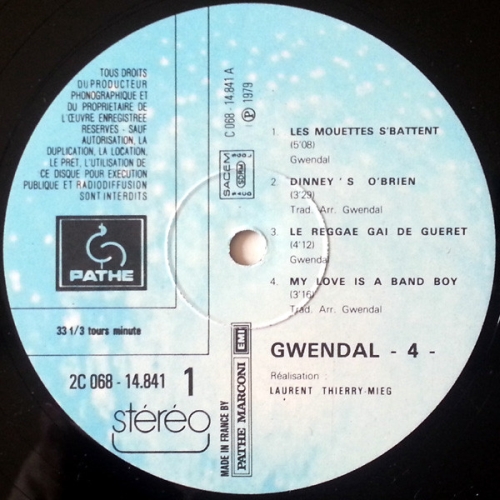 TOUS DROITS
DU PRODUCTEUR
PHONOGRAPHIQUE ET
DU PROPRIETAIRE DE
L'ŒUVRE ENREGISTREE
RESERVES - SAUF
AUTORISATION, LA
DUPLICATION, LA LOCATION,
LE PRET, L'UTILISATION DE
CE DISQUE POUR EXECUTION
PUBLIQUE ET RADIODIFFUSION
SONT INTERDITS
PATHE
33 1/3 tours minute
2C 068 - 14.841 1
stéréo
C 068 - 14.841 A
℗ 1979
SACEM
MADE IN FRANCE BY
PATHE MARCONI EMI
1. LES MOUETTES S'BATTENT
(5'08)
Gwendal
2. DINNEY'S O'BRIEN
(3'29)
Trad. Arr. Gwendal
3. LE REGGAE GAI DE GUERET
(4'12)
Gwendal
4. MY LOVE IS A BAND BOY
(3'16)
Trad. Arr. Gwendal
GWENDAL - 4 -
Réalisation :
LAURENT THIERRY-MIEG